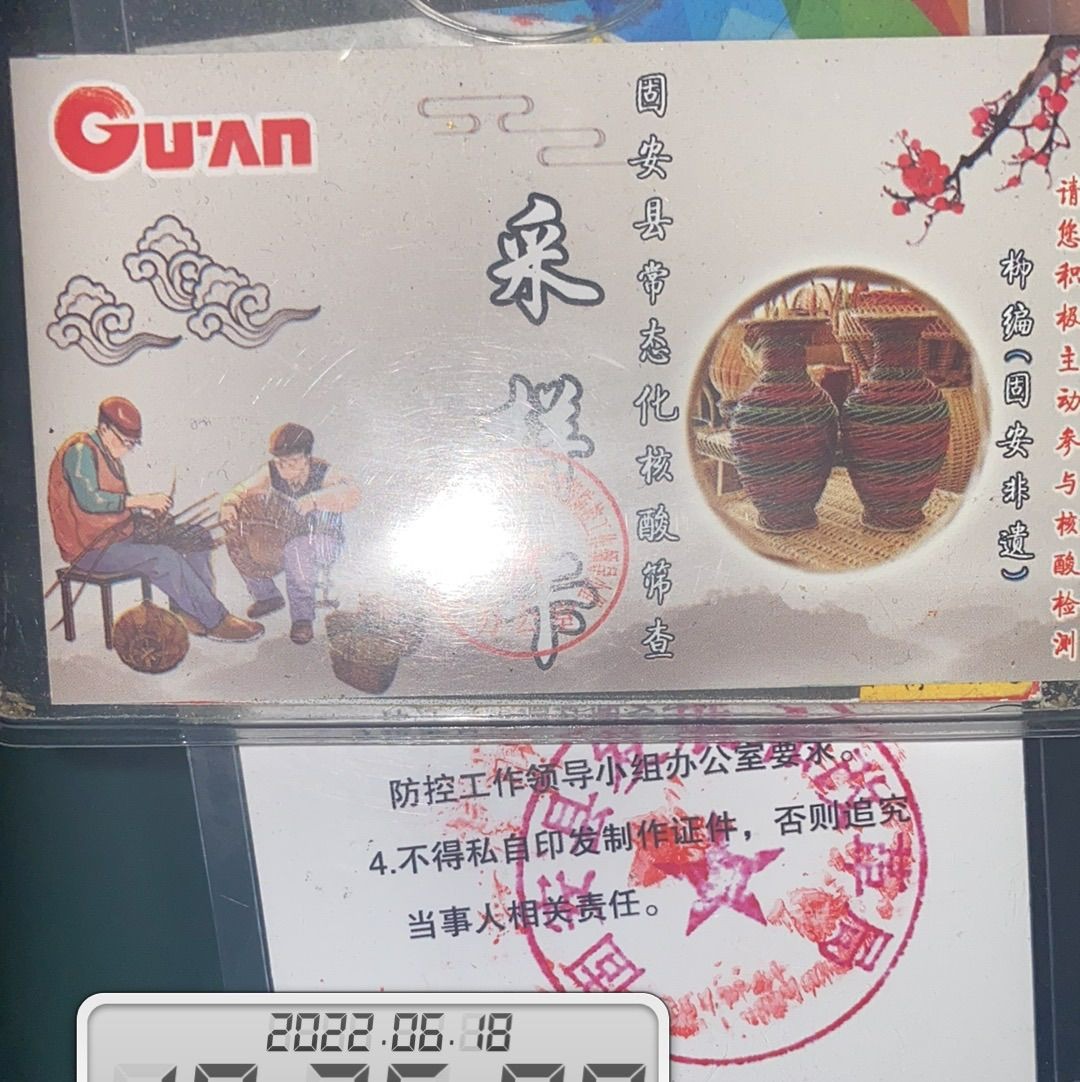 GU'AN
采样卡
固安县常态化核酸筛查
柳编(固安非遗)
请您积极主动参与核酸检测
办公室
防控工作领导小组办公室要求。
4.不得私自印发制作证件，否则追究
当事人相关责任。
2022.06.18